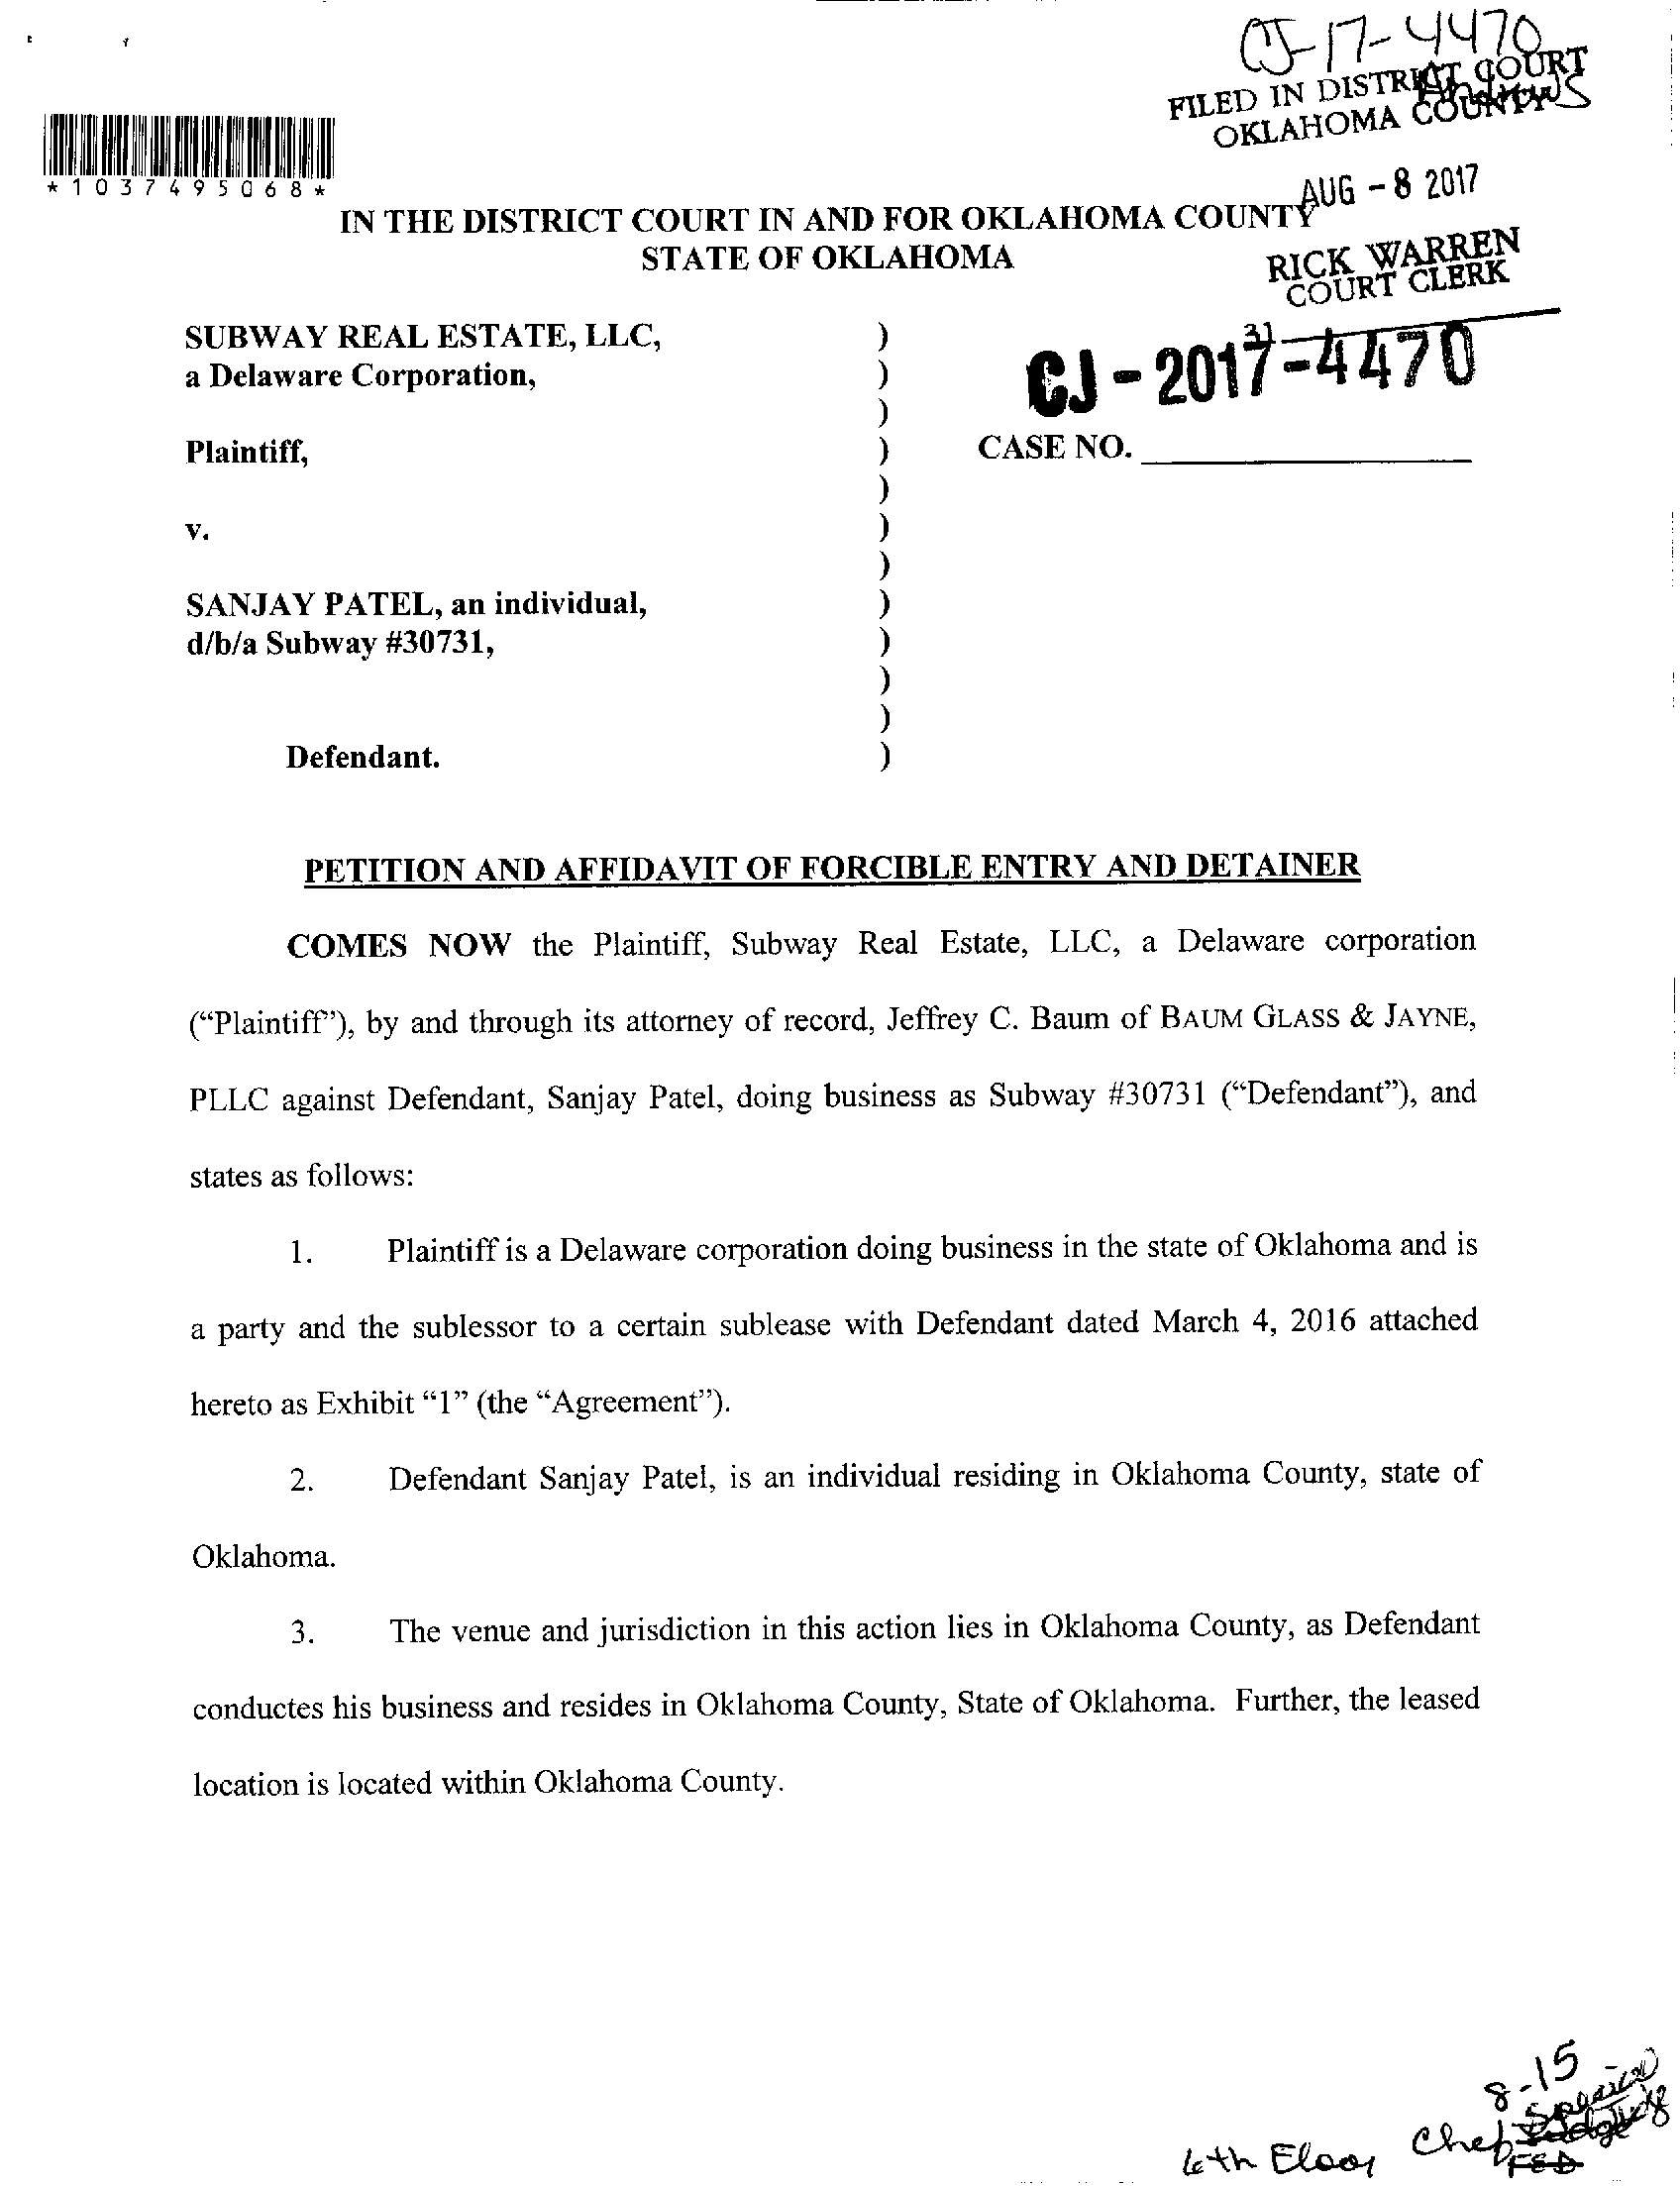 CJ-17-4470
FILED IN DISTRICT COURT
OKLAHOMA COUNTY
Andrews
*1037495068*
AUG - 8 2017
IN THE DISTRICT COURT IN AND FOR OKLAHOMA COUNTY
STATE OF OKLAHOMA
RICK WARREN
COURT CLERK
31
SUBWAY REAL ESTATE, LLC, )
a Delaware Corporation, )
CJ - 2017 - 4470
)
Plaintiff, ) CASE NO.
)
v. )
)
SANJAY PATEL, an individual, )
d/b/a Subway #30731, )
)
)
Defendant. )
PETITION AND AFFIDAVIT OF FORCIBLE ENTRY AND DETAINER
COMES NOW the Plaintiff, Subway Real Estate, LLC, a Delaware corporation
(“Plaintiff”), by and through its attorney of record, Jeffrey C. Baum of BAUM GLASS & JAYNE,
PLLC against Defendant, Sanjay Patel, doing business as Subway #30731 (“Defendant”), and
states as follows:
1. Plaintiff is a Delaware corporation doing business in the state of Oklahoma and is
a party and the sublessor to a certain sublease with Defendant dated March 4, 2016 attached
hereto as Exhibit “1” (the “Agreement”).
2. Defendant Sanjay Patel, is an individual residing in Oklahoma County, state of
Oklahoma.
3. The venue and jurisdiction in this action lies in Oklahoma County, as Defendant
conductes his business and resides in Oklahoma County, State of Oklahoma. Further, the leased
location is located within Oklahoma County.
8-15
Special
Judge
FED
6th Floor